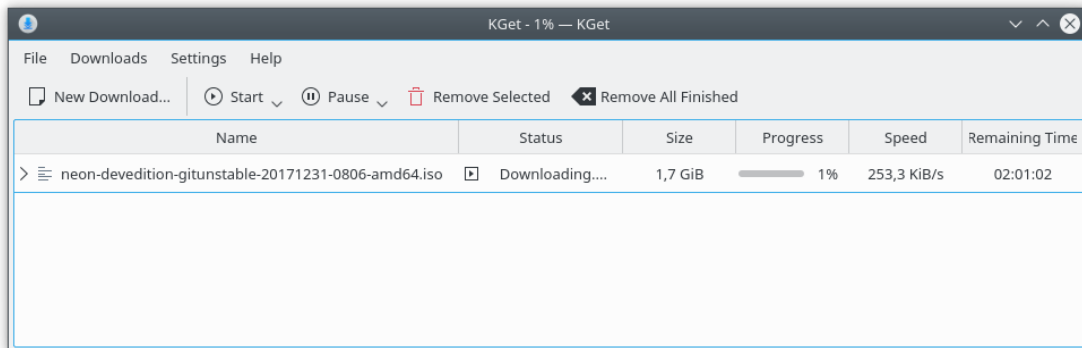 KGet - 1% — KGet
File Downloads Settings Help
New Download... Start Pause Remove Selected Remove All Finished
Name Status Size Progress Speed Remaining Time
neon-devedition-gitunstable-20171231-0806-amd64.iso Downloading.... 1,7 GiB 1% 253,3 KiB/s 02:01:02